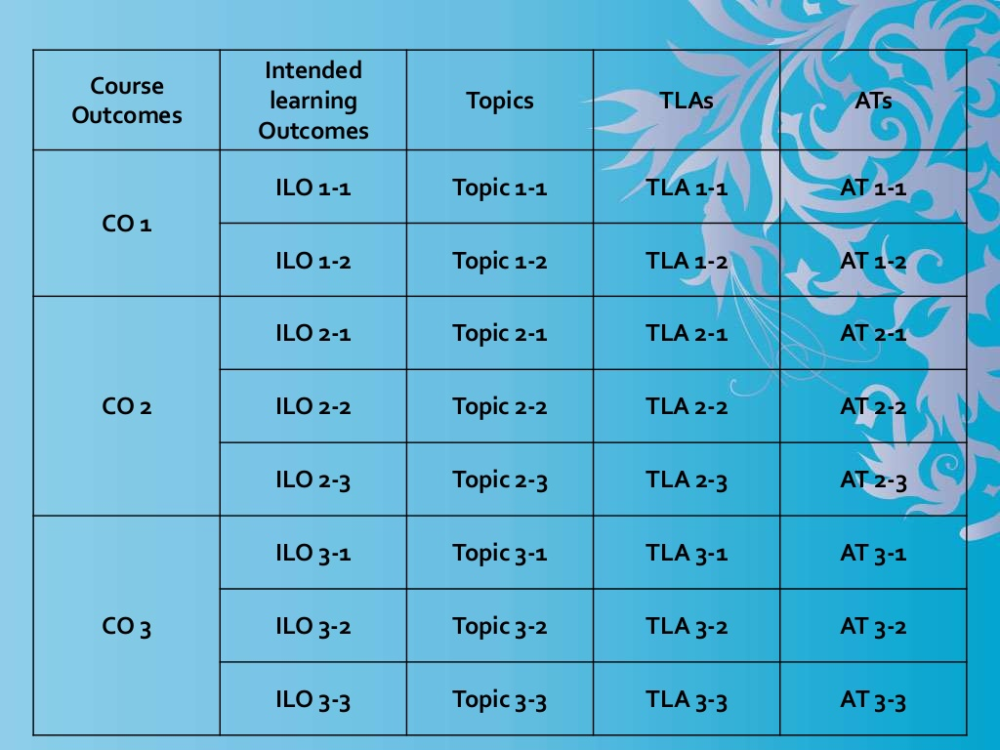 Course
Outcomes
Intended
learning
Outcomes
Topics
TLAs
ATs
CO 1
ILO 1-1
Topic 1-1
TLA 1-1
AT 1-1
ILO 1-2
Topic 1-2
TLA 1-2
AT 1-2
CO 2
ILO 2-1
Topic 2-1
TLA 2-1
AT 2-1
ILO 2-2
Topic 2-2
TLA 2-2
AT 2-2
ILO 2-3
Topic 2-3
TLA 2-3
AT 2-3
CO 3
ILO 3-1
Topic 3-1
TLA 3-1
AT 3-1
ILO 3-2
Topic 3-2
TLA 3-2
AT 3-2
ILO 3-3
Topic 3-3
TLA 3-3
AT 3-3